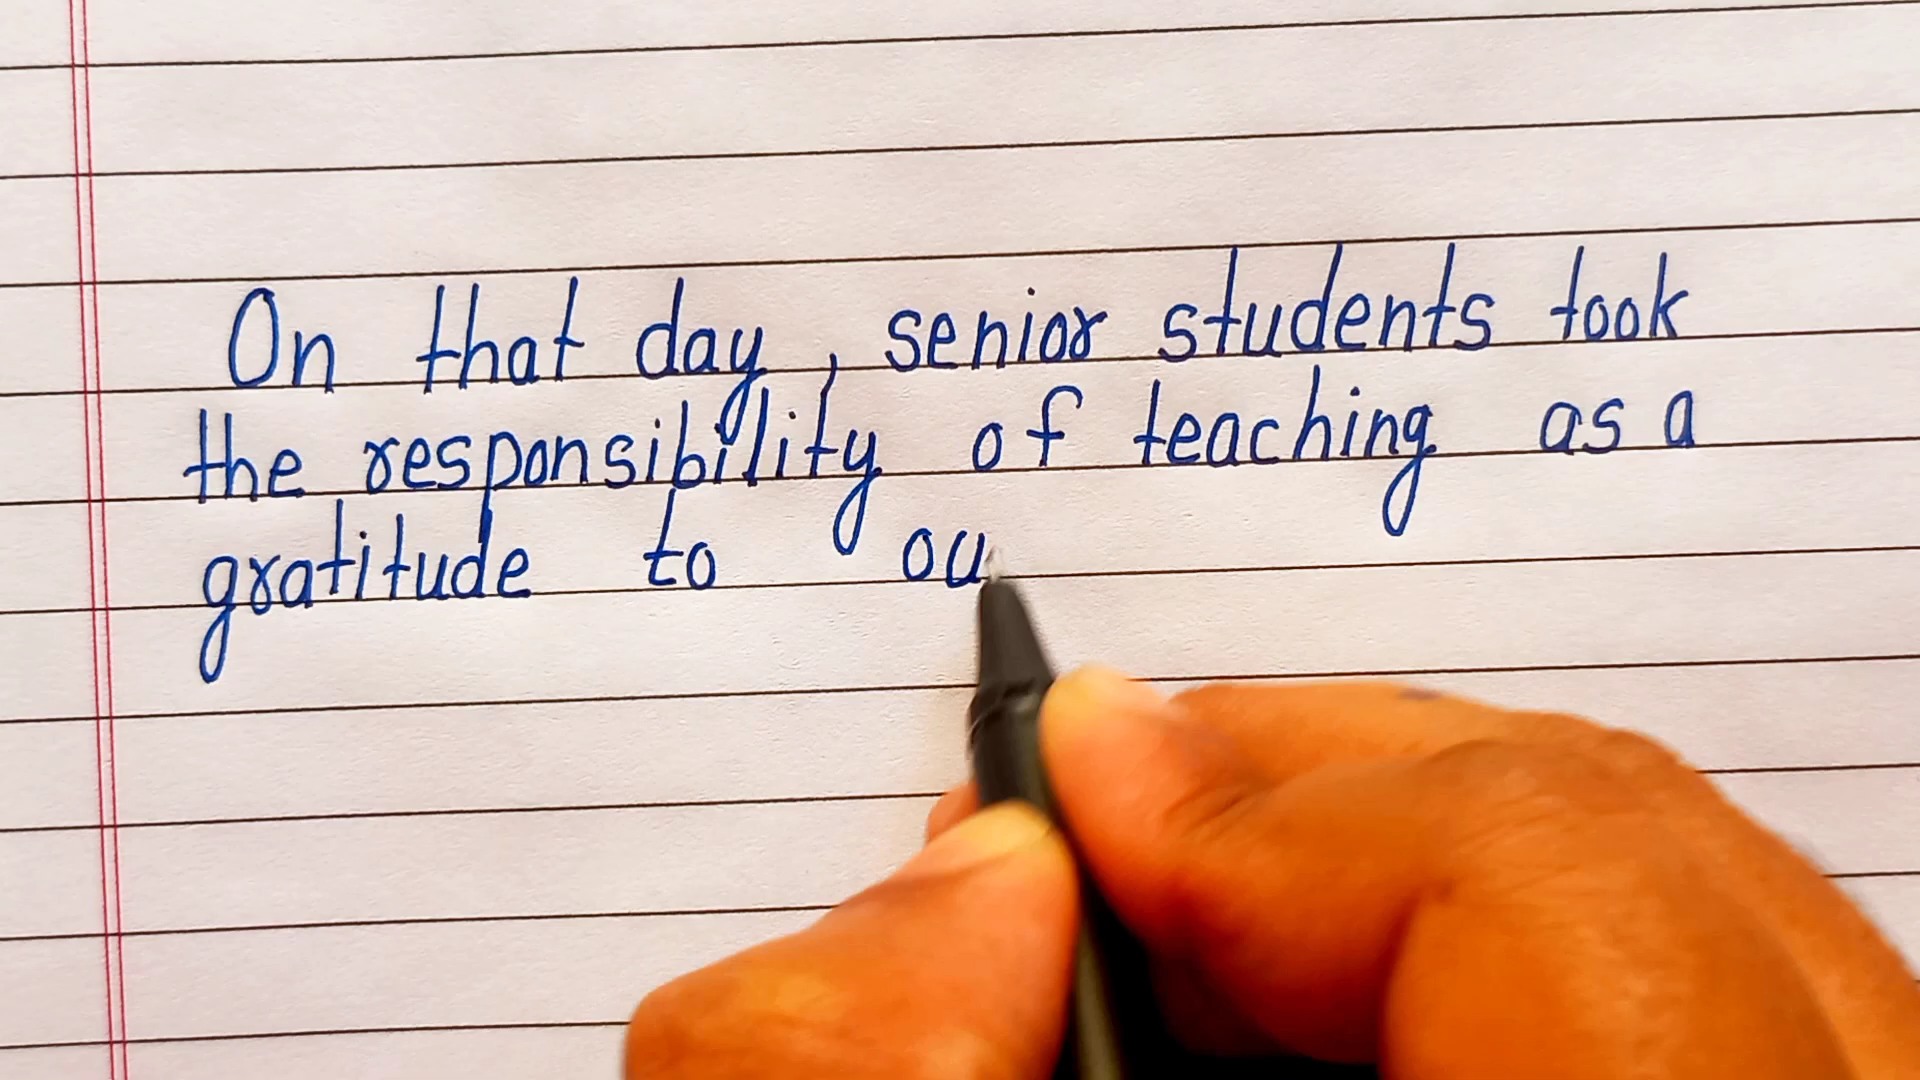 On that day, senior students took
the responsibility of teaching as a
gratitude to ou